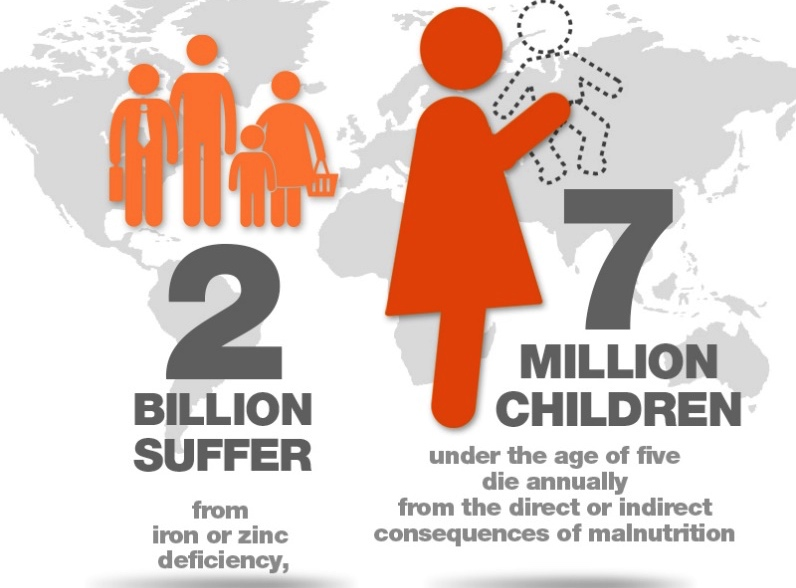 2
BILLION
SUFFER
from
iron or zinc
deficiency,
7
MILLION
CHILDREN
under the age of five
die annually
from the direct or indirect
consequences of malnutrition